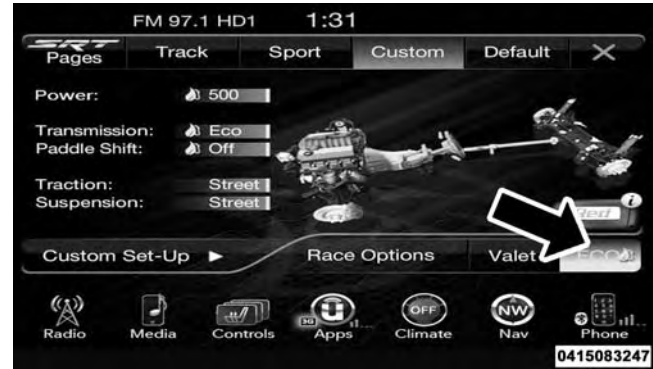 FM 97.1 HD1 1:31
SRT
Pages Track Sport Custom Default
Power: 500
Transmission: Eco
Paddle Shift: Off
Traction: Street
Suspension: Street
Red i
Custom Set-Up Race Options Valet ECO
3G OFF NW
Radio Media Controls Apps Climate Nav Phone
0415083247